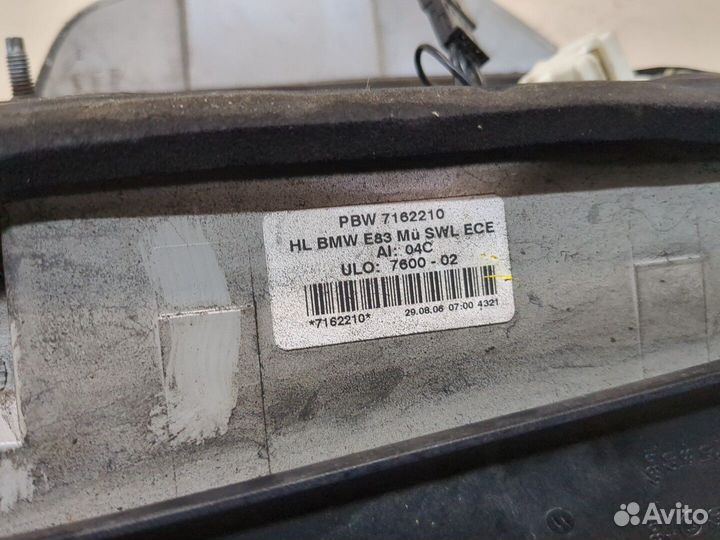 PBW 7162210
HL BMW E83 Mü SWL ECE
AI: 04C
ULO: 7600 - 02
*7162210*
29.08.06 07:00 4321
Avito